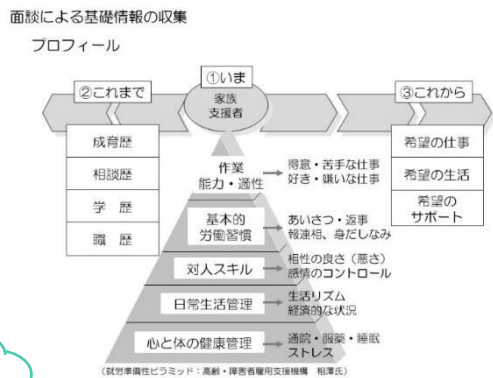 面談による基礎情報の収集
プロフィール
②これまで
①いま
③これから
家族
支援者
成育歴
相談歴
学 歴
職 歴
希望の仕事
希望の生活
希望の
サポート
作業
能力・適性
得意・苦手な仕事
好き・嫌いな仕事
基本的
労働習慣
あいさつ・返事
報連相、身だしなみ
対人スキル
相性の良さ（悪さ）
感情のコントロール
日常生活管理
生活リズム
経済的な状況
心と体の健康管理
通院・服薬・睡眠
ストレス
（就労準備性ピラミッド：高齢・障害者雇用支援機構 相澤氏）